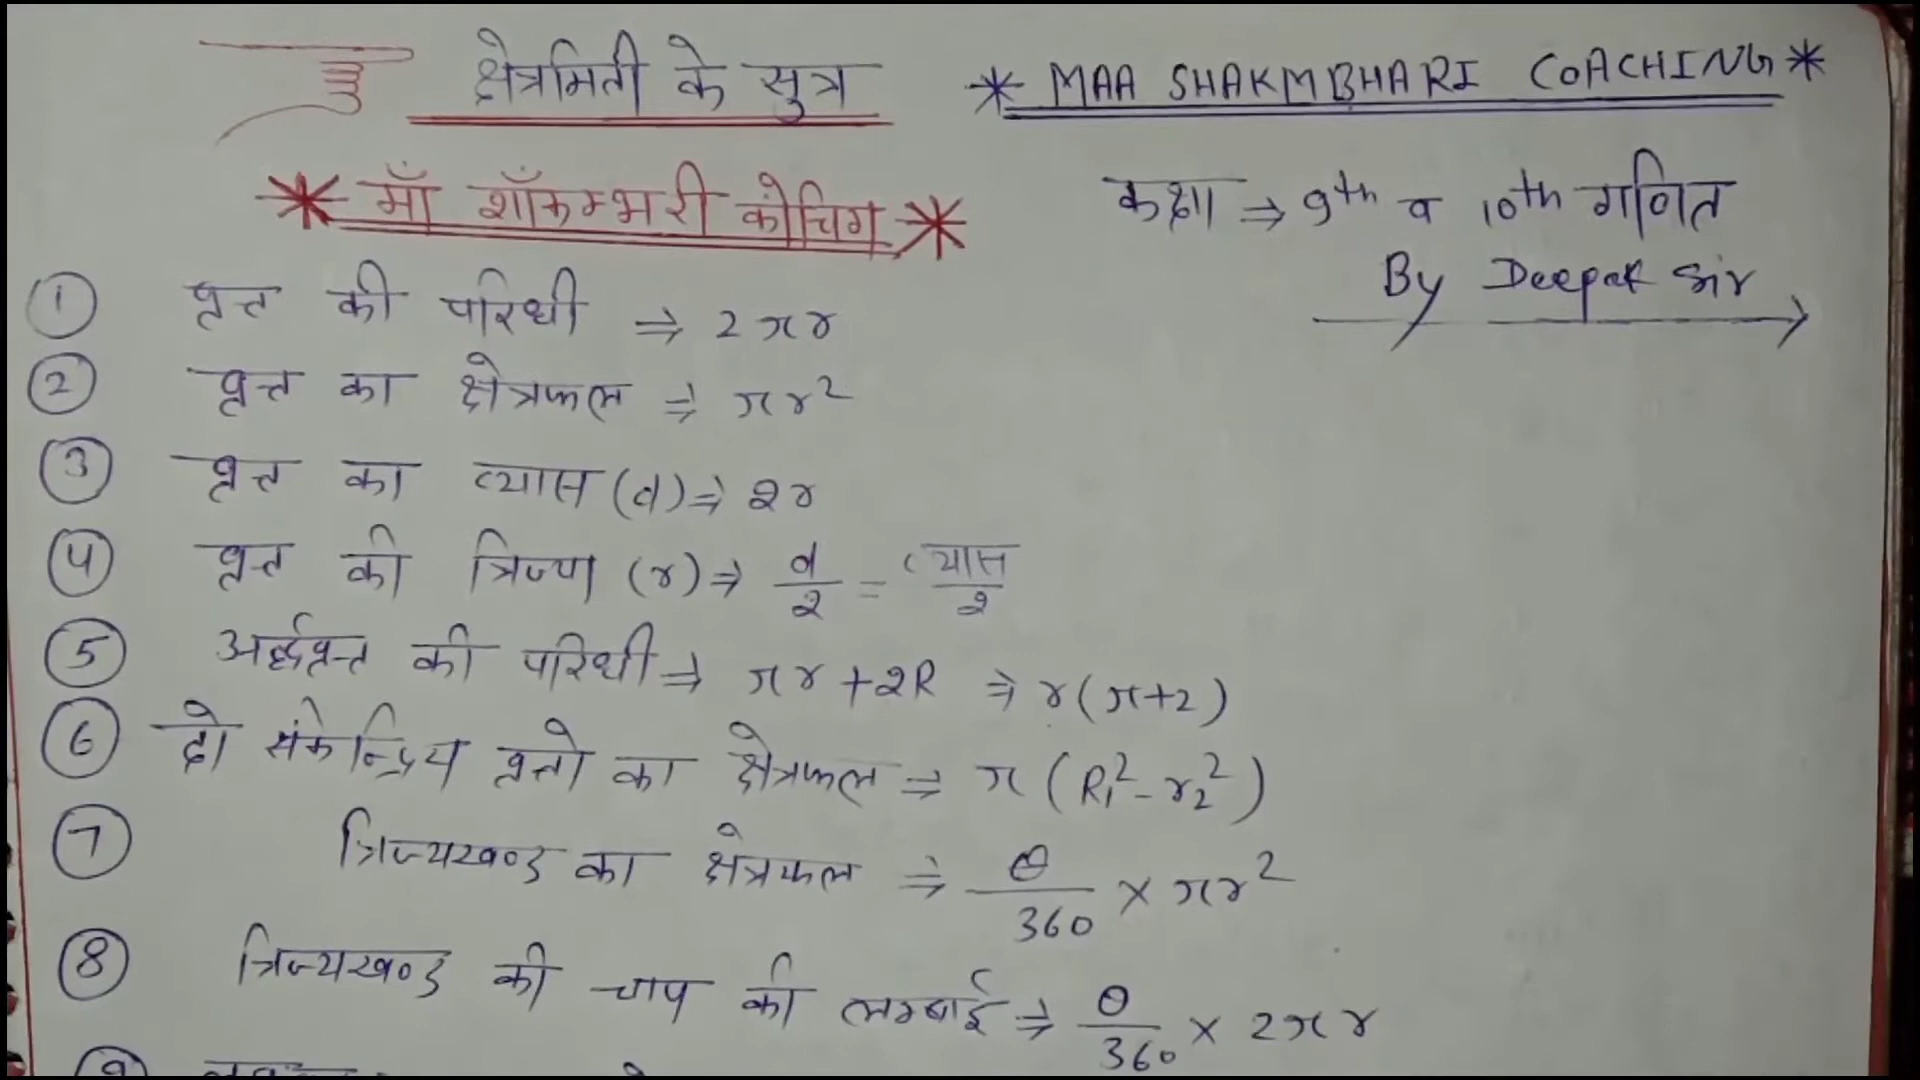 क्षेत्रमिती के सुत्र
* MAA SHAKMBHARI COACHING *
* माँ शाॅकम्भरी कोचिंग *
कक्षा ⇒ 9th व 10th गणित
By Deepak Sir
① वृत्त की परिधी ⇒ 2πr
② वृत्त का क्षेत्रफल ⇒ πr²
③ वृत्त का व्यास (d) ⇒ 2r
④ वृत्त की त्रिज्या (r) ⇒ d/2 = व्यास/2
⑤ अर्द्धवृत्त की परिधी ⇒ πr + 2R ⇒ r(π+2)
⑥ दो संकेन्द्रिय वृत्तो का क्षेत्रफल ⇒ π(R₁² - r₂²)
⑦ त्रिज्यखण्ड का क्षेत्रफल ⇒ θ/360 × πr²
⑧ त्रिज्यखण्ड की चाप की लम्बाई ⇒ θ/360 × 2πr